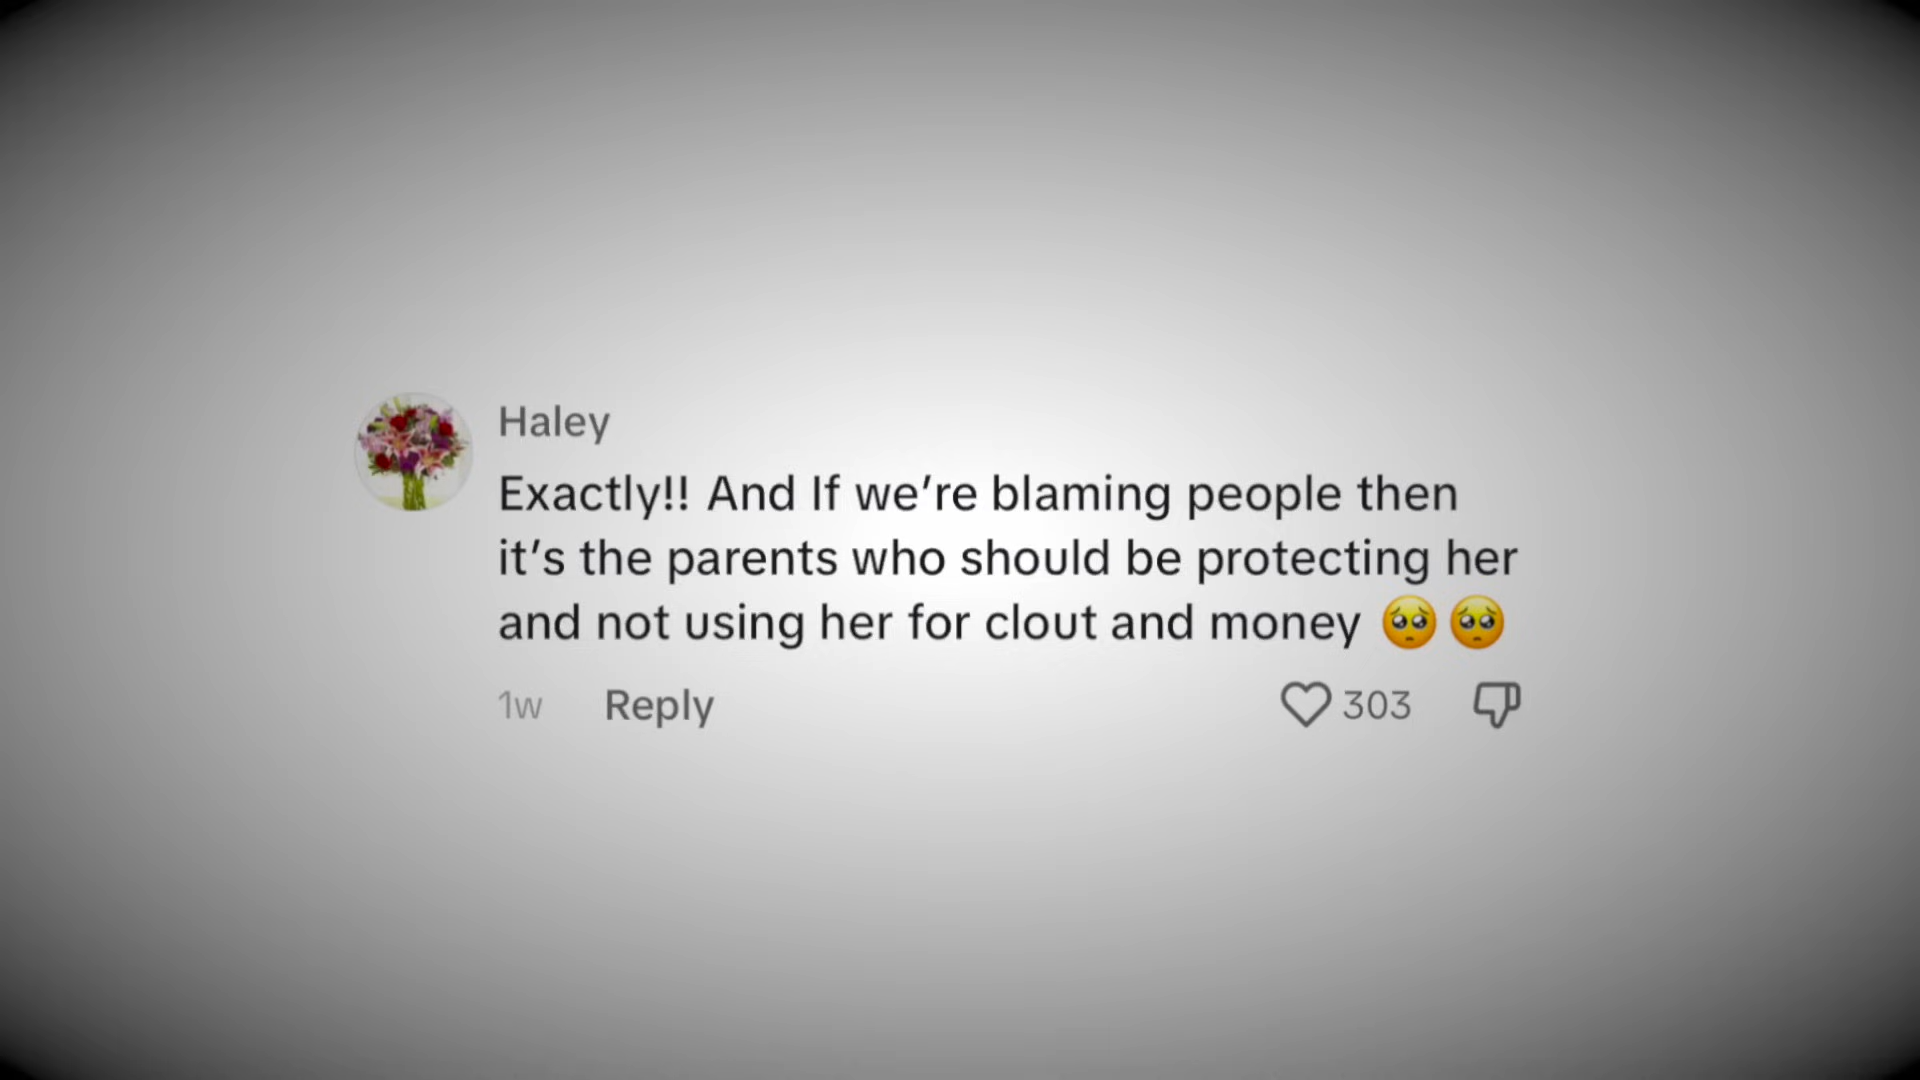 Haley
Exactly!! And If we’re blaming people then
it’s the parents who should be protecting her
and not using her for clout and money 🥺🥺
1w Reply 303